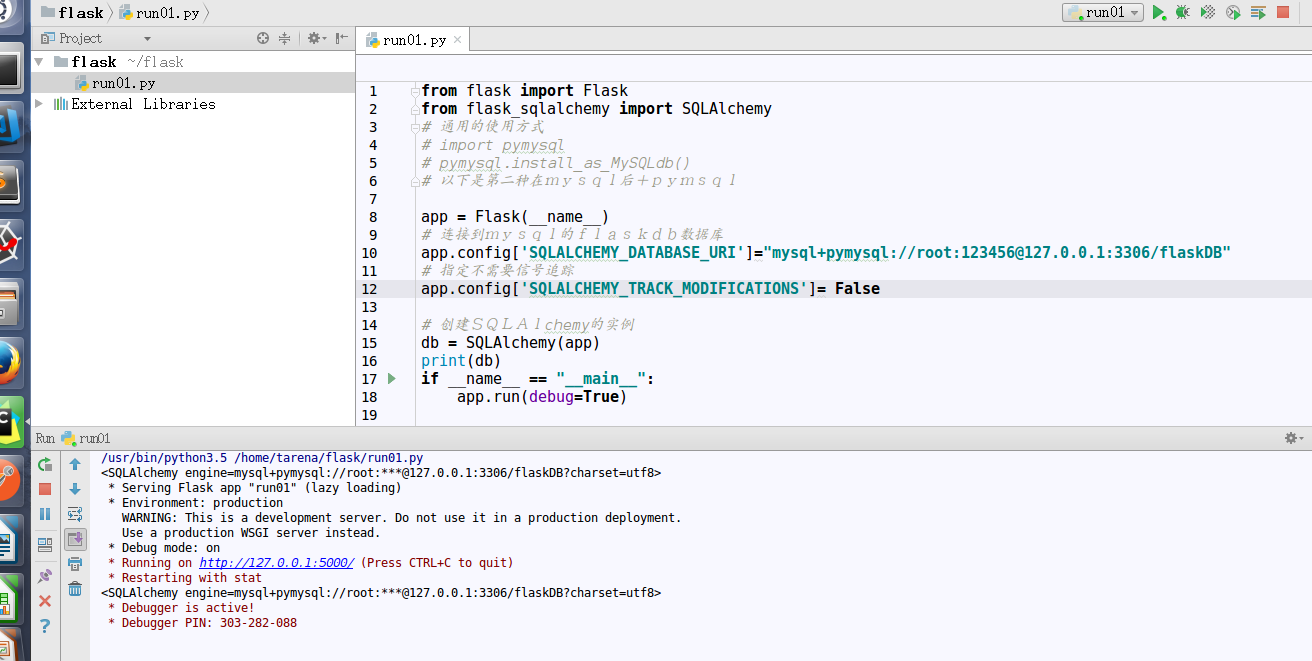 flask run01.py run01
Project run01.py
flask ~/flask
run01.py
External Libraries
1 from flask import Flask
2 from flask_sqlalchemy import SQLAlchemy
3 # 通用的使用方式
4 # import pymysql
5 # pymysql.install_as_MySQLdb()
6 # 以下是第二种在ｍｙｓｑｌ后＋ｐｙｍｓｑｌ
7
8 app = Flask(__name__)
9 # 连接到ｍｙｓｑｌ的ｆｌａｓｋｄｂ数据库
10 app.config['SQLALCHEMY_DATABASE_URI']="mysql+pymysql://root:123456@127.0.0.1:3306/flaskDB"
11 # 指定不需要信号追踪
12 app.config['SQLALCHEMY_TRACK_MODIFICATIONS']= False
13
14 # 创建ＳＱＬＡｌchemy的实例
15 db = SQLAlchemy(app)
16 print(db)
17 if __name__ == "__main__":
18 app.run(debug=True)
19
Run run01
/usr/bin/python3.5 /home/tarena/flask/run01.py
<SQLAlchemy engine=mysql+pymysql://root:***@127.0.0.1:3306/flaskDB?charset=utf8>
* Serving Flask app "run01" (lazy loading)
* Environment: production
WARNING: This is a development server. Do not use it in a production deployment.
Use a production WSGI server instead.
* Debug mode: on
* Running on http://127.0.0.1:5000/ (Press CTRL+C to quit)
* Restarting with stat
<SQLAlchemy engine=mysql+pymysql://root:***@127.0.0.1:3306/flaskDB?charset=utf8>
* Debugger is active!
* Debugger PIN: 303-282-088